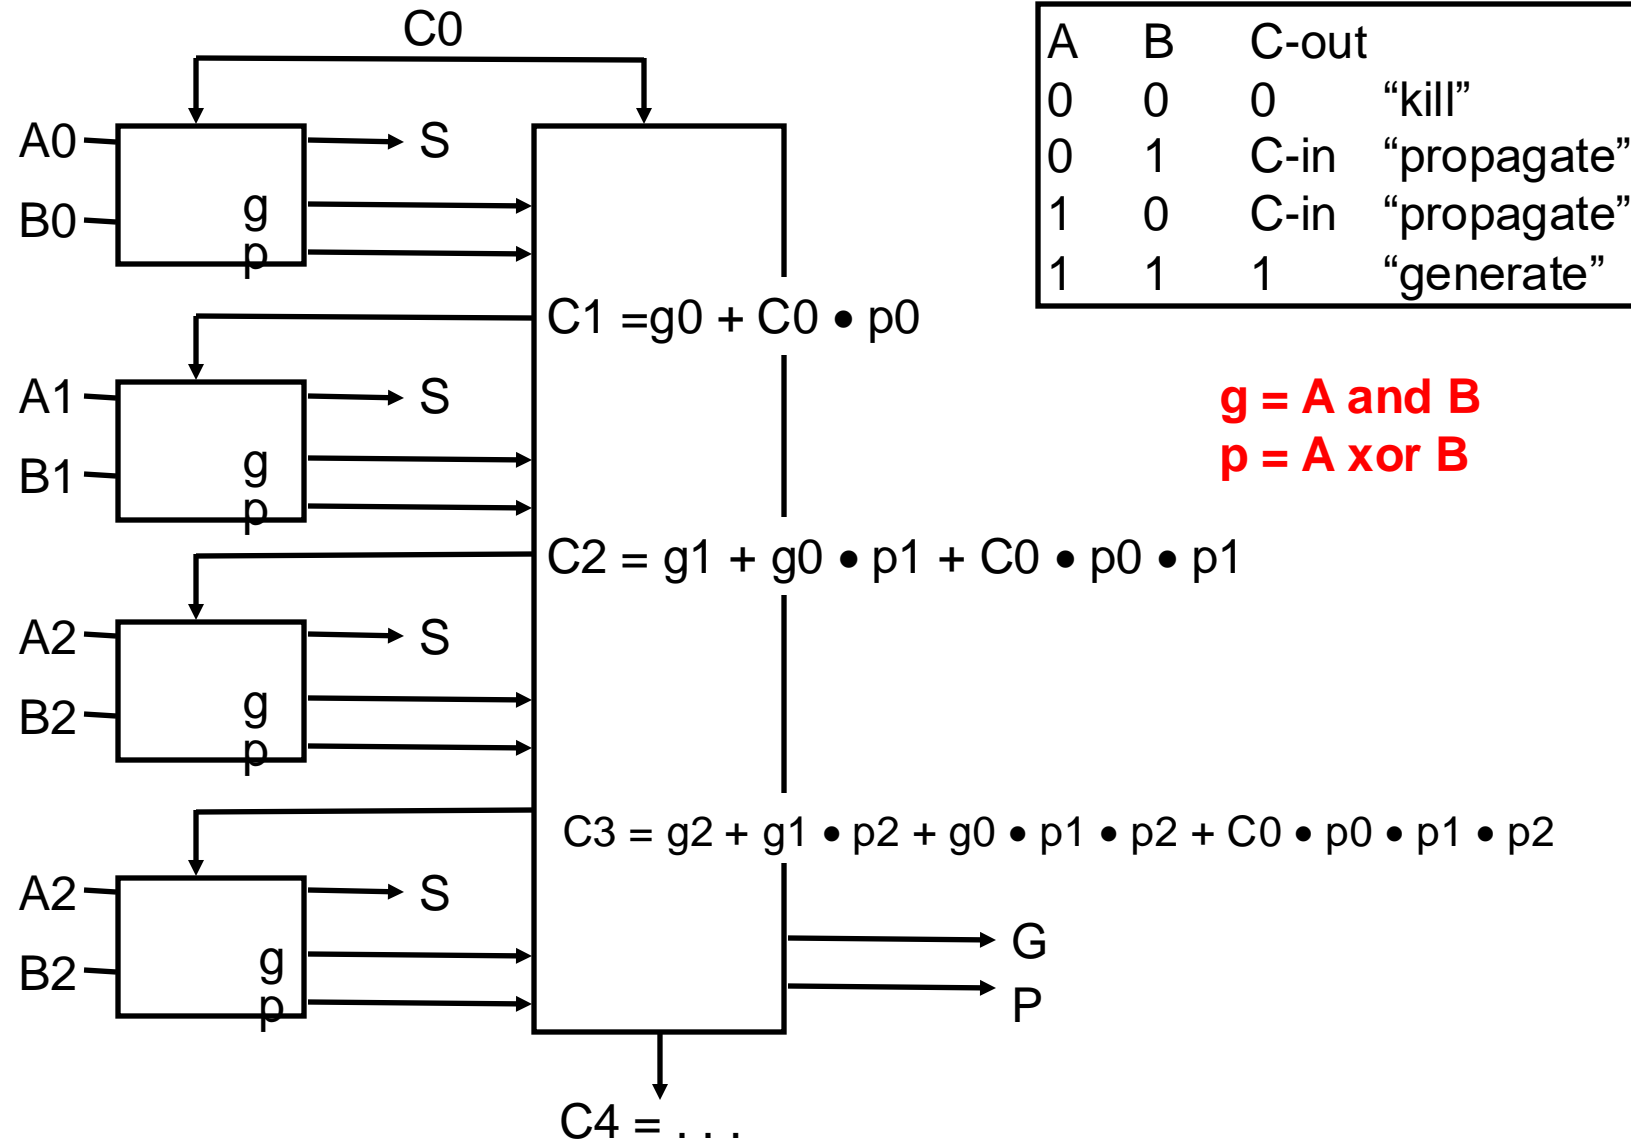 C0
A B C-out
0 0 0 “kill”
0 1 C-in “propagate”
1 0 C-in “propagate”
1 1 1 “generate”
A0
S
B0
g
p
C1 =g0 + C0 • p0
g = A and B
p = A xor B
A1
S
B1
g
p
C2 = g1 + g0 • p1 + C0 • p0 • p1
A2
S
B2
g
p
C3 = g2 + g1 • p2 + g0 • p1 • p2 + C0 • p0 • p1 • p2
A2
S
B2
g
p
G
P
C4 = . . .